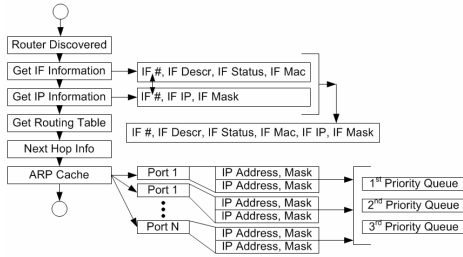 Router Discovered
Get IF Information
IF #, IF Descr, IF Status, IF Mac
Get IP Information
IF #, IF IP, IF Mask
Get Routing Table
IF #, IF Descr, IF Status, IF Mac, IF IP, IF Mask
Next Hop Info
ARP Cache
Port 1
IP Address, Mask
IP Address, Mask
Port 1
IP Address, Mask
IP Address, Mask
Port N
IP Address, Mask
IP Address, Mask
1st Priority Queue
2nd Priority Queue
3rd Priority Queue